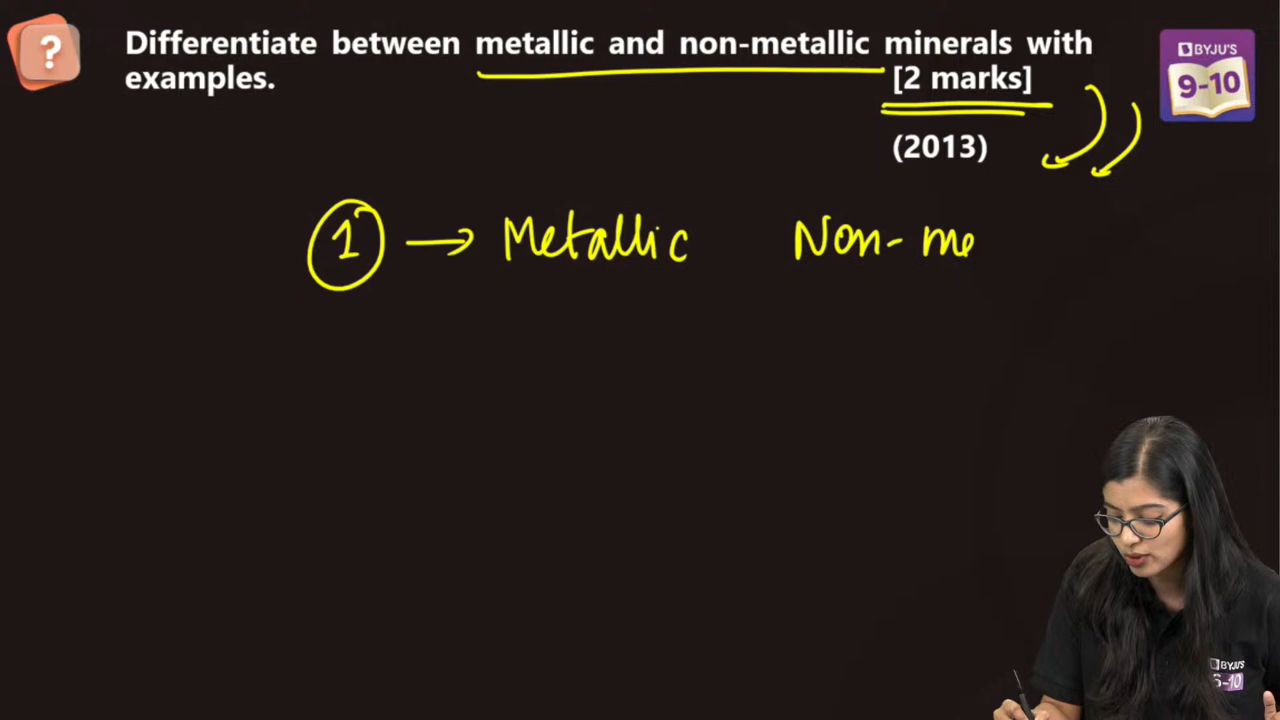 ?
Differentiate between metallic and non-metallic minerals with
examples.
[2 marks]
(2013)
BYJU'S
9-10
1 → Metallic Non-me
BYJU'S
-10